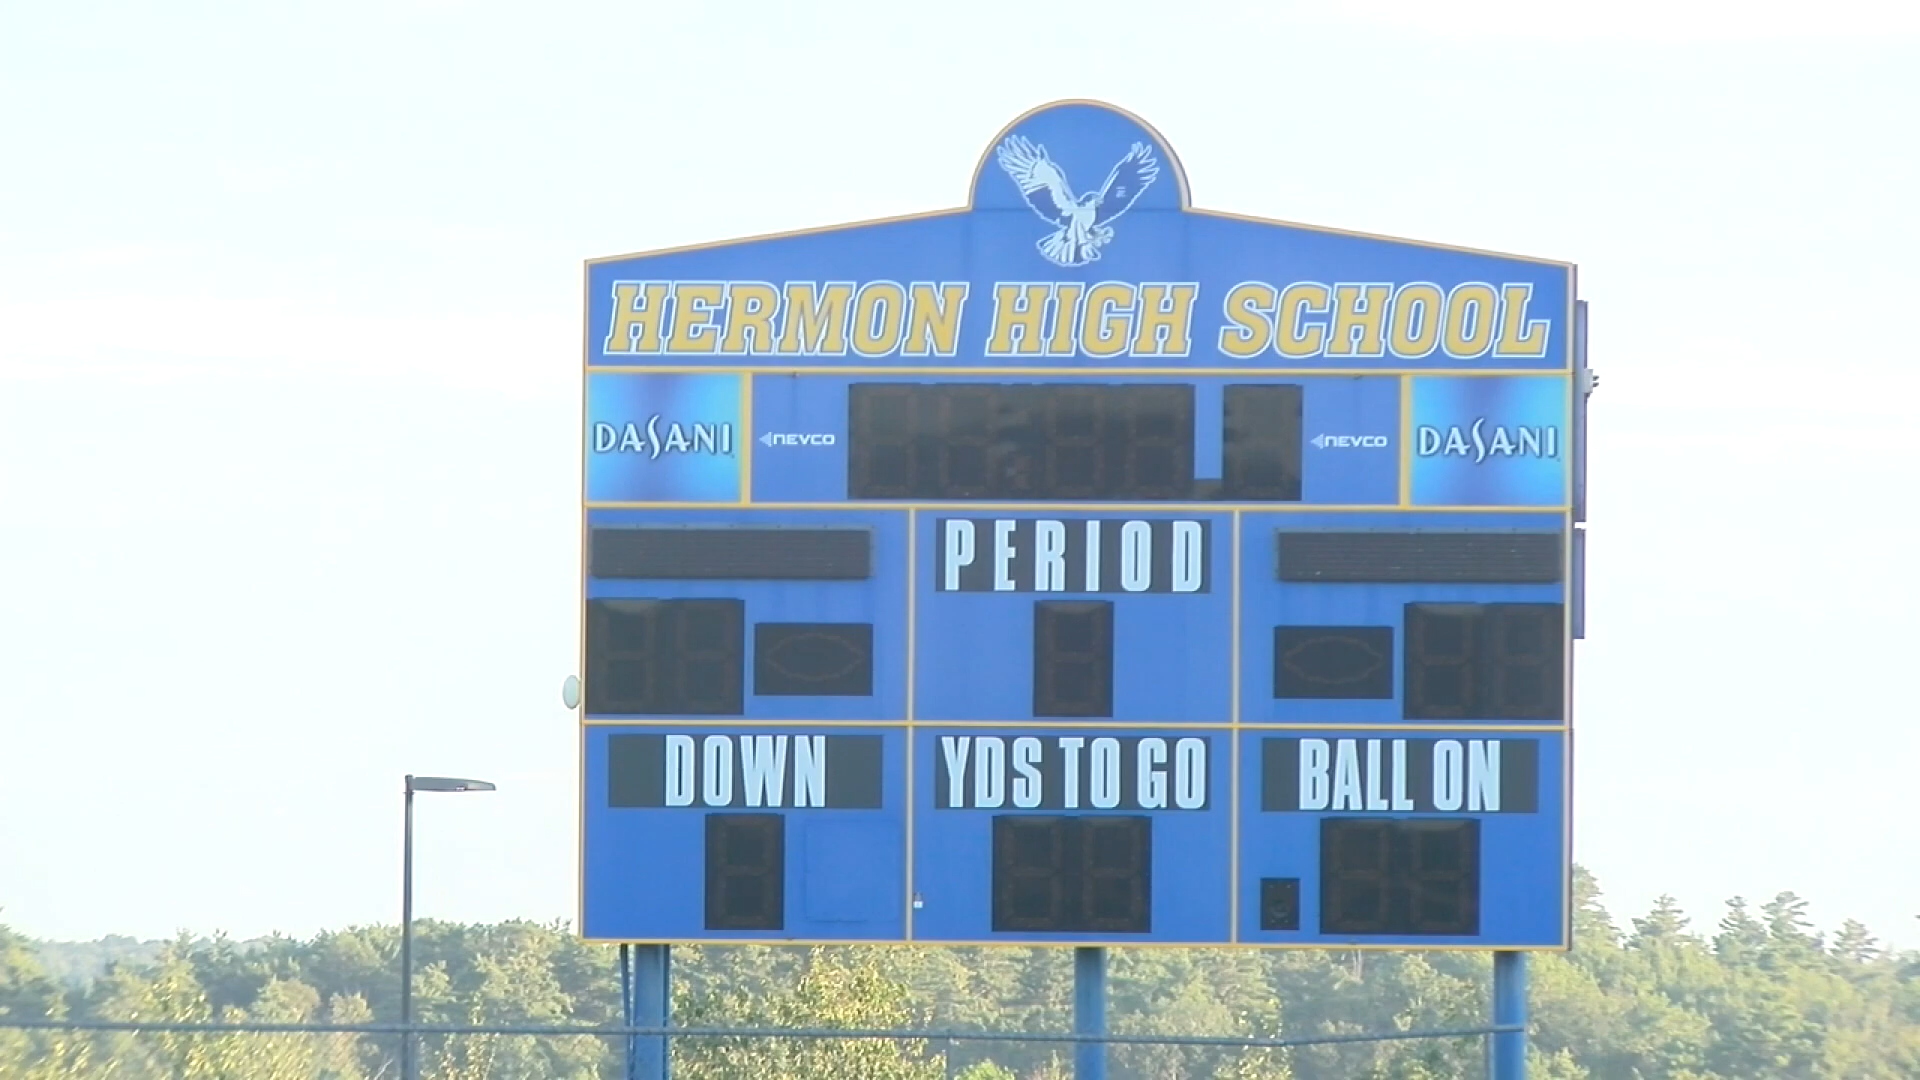 HERMON HIGH SCHOOL
DASANI NEVCO NEVCO DASANI
PERIOD
DOWN YDS TO GO BALL ON